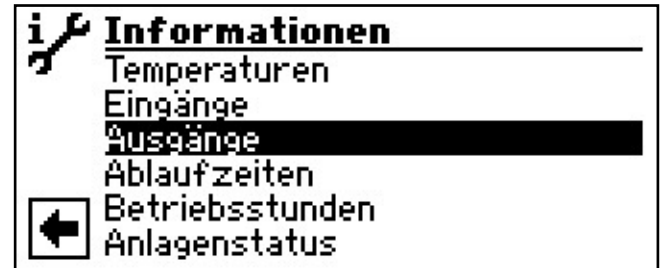 i Informationen
Temperaturen
Eingänge
Ausgänge
Ablaufzeiten
Betriebsstunden
Anlagenstatus